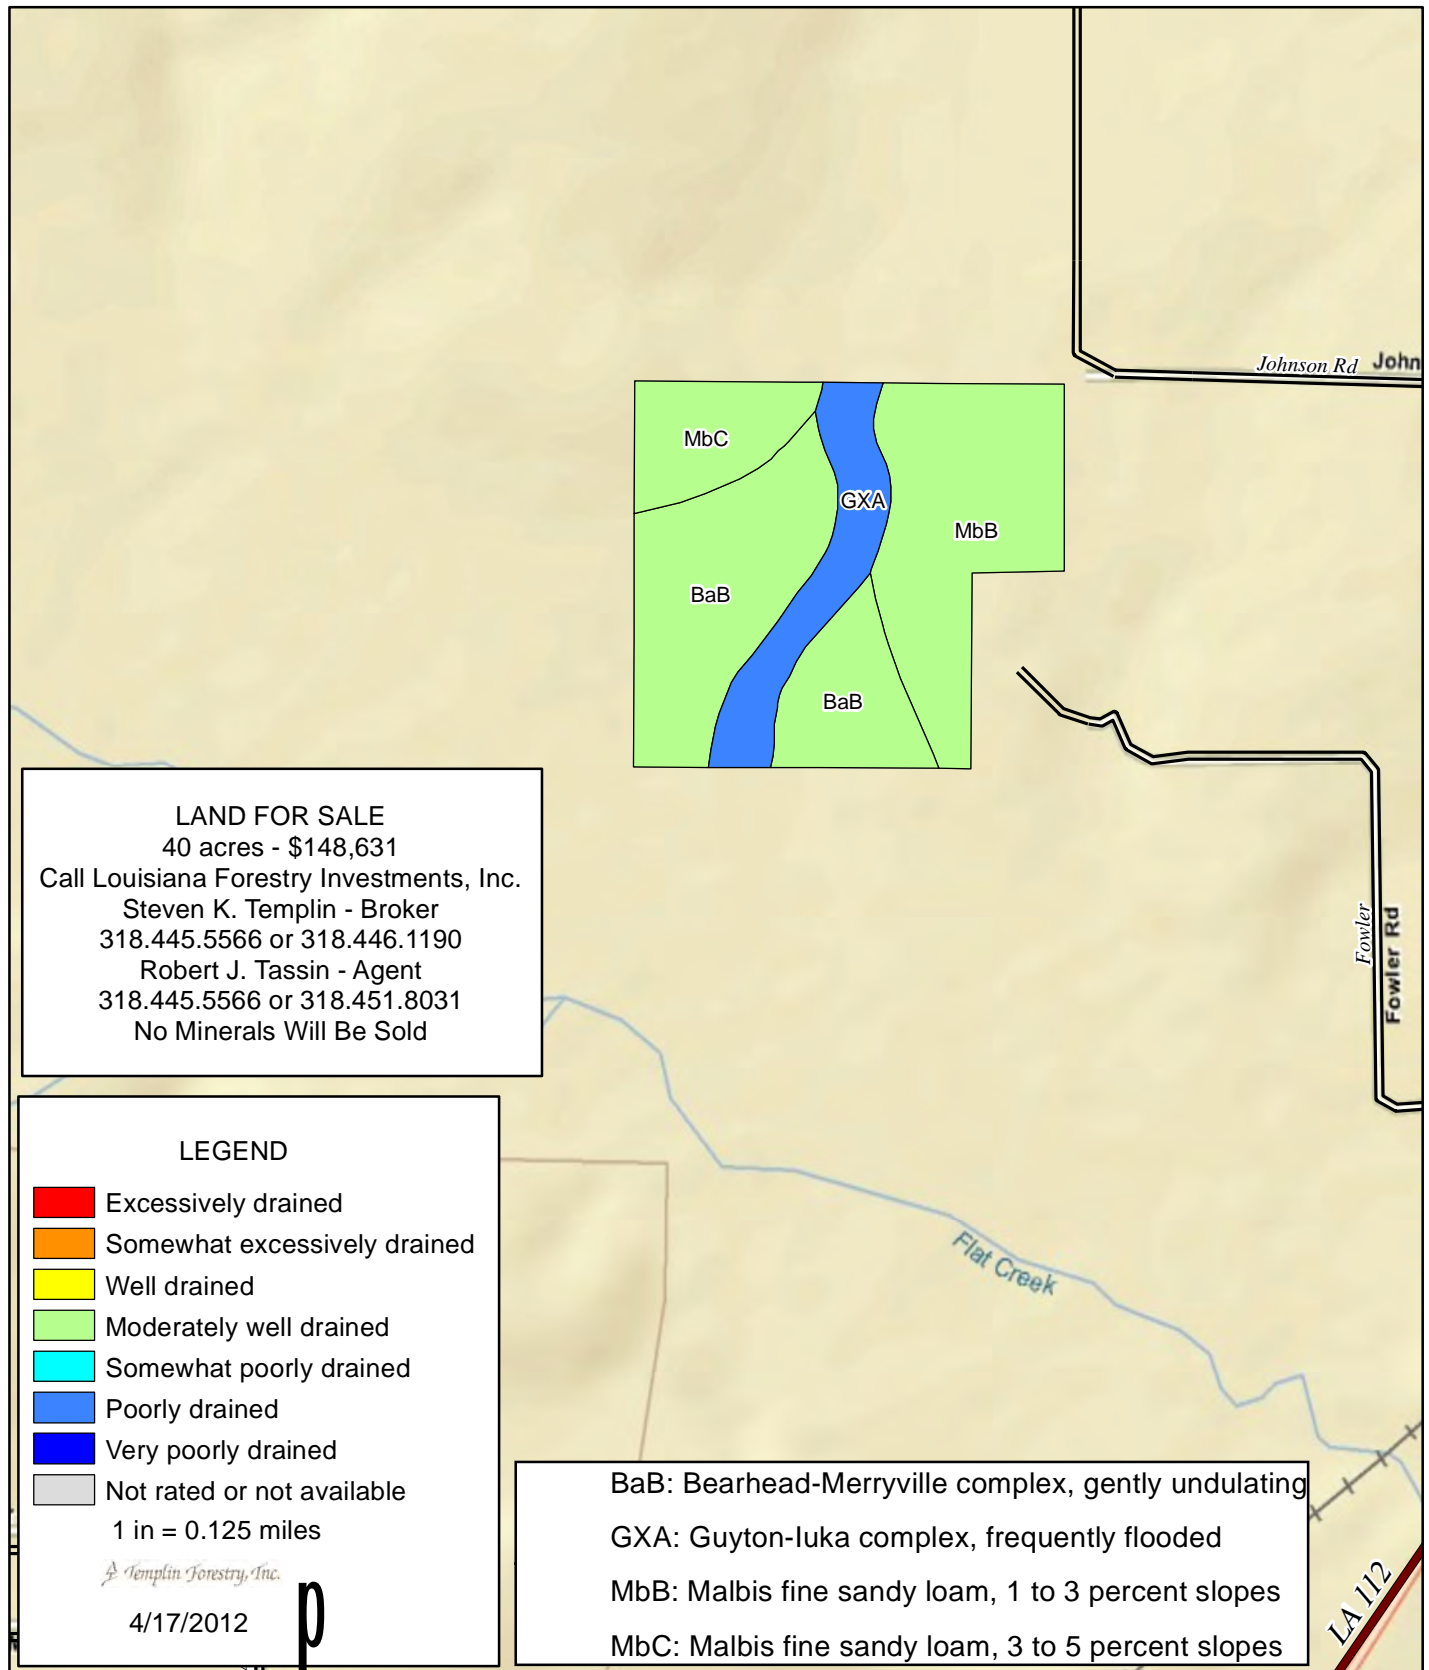 Johnson Rd John
MbC
GXA
MbB
BaB
BaB
LAND FOR SALE
40 acres - $148,631
Call Louisiana Forestry Investments, Inc.
Steven K. Templin - Broker
318.445.5566 or 318.446.1190
Robert J. Tassin - Agent
318.445.5566 or 318.451.8031
No Minerals Will Be Sold
Fowler
Fowler Rd
LEGEND
Excessively drained
Somewhat excessively drained
Well drained
Moderately well drained
Somewhat poorly drained
Poorly drained
Very poorly drained
Not rated or not available
1 in = 0.125 miles
Templin Forestry, Inc.
4/17/2012
p
Flat Creek
BaB: Bearhead-Merryville complex, gently undulating
GXA: Guyton-Iuka complex, frequently flooded
MbB: Malbis fine sandy loam, 1 to 3 percent slopes
MbC: Malbis fine sandy loam, 3 to 5 percent slopes
LA 112